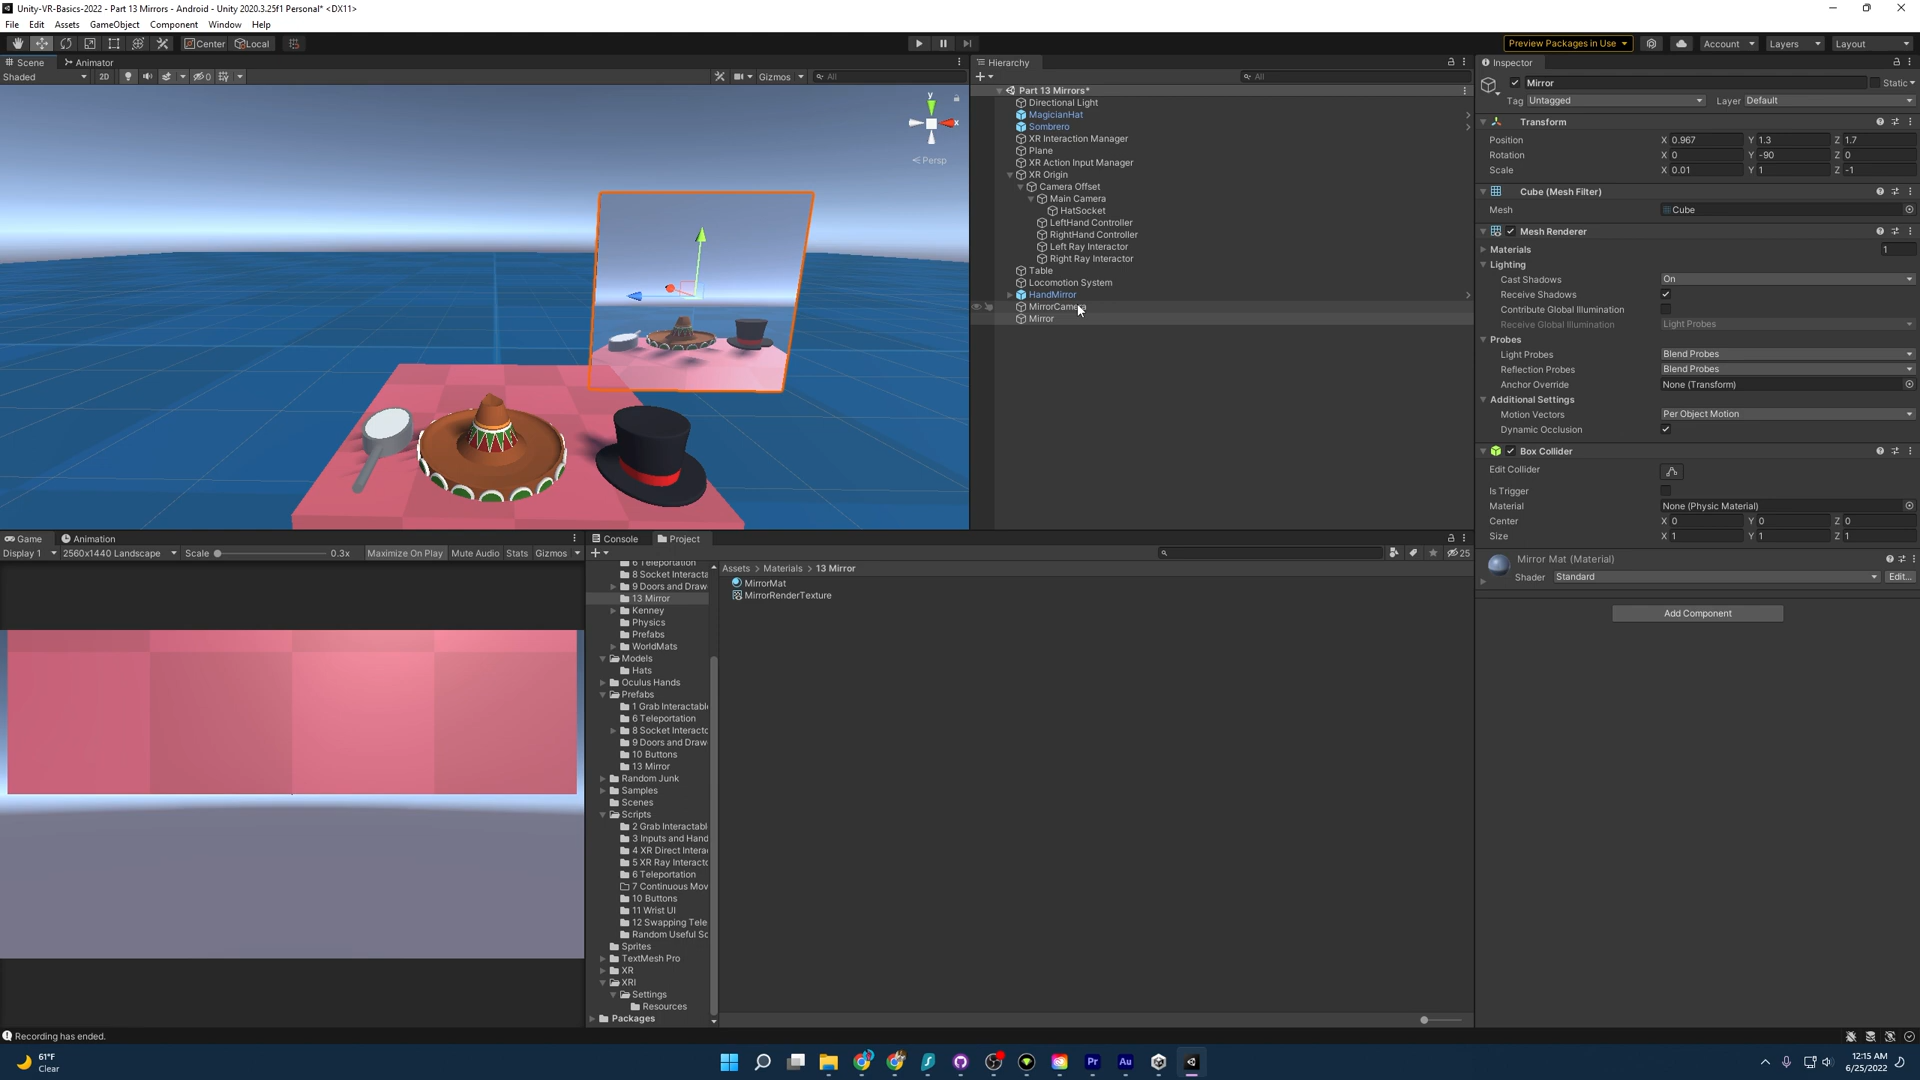 Unity-VR-Basics-2022 - Part 13 Mirrors - Android - Unity 2020.3.25f1 Personal* <DX11>
File Edit Assets GameObject Component Window Help
Center Local
Preview Packages in Use Account Layers Layout
Scene Animator
Shaded 2D 0 Gizmos All
y
x
Persp
Hierarchy
All
Part 13 Mirrors*
Directional Light
MagicianHat
Sombrero
XR Interaction Manager
Plane
XR Action Input Manager
XR Origin
Camera Offset
Main Camera
HatSocket
LeftHand Controller
RightHand Controller
Left Ray Interactor
Right Ray Interactor
Table
Locomotion System
HandMirror
MirrorCamera
Mirror
Inspector
Mirror Static
Tag Untagged Layer Default
Transform
Position X 0.967 Y 1.3 Z 1.7
Rotation X 0 Y -90 Z 0
Scale X 0.01 Y 1 Z -1
Cube (Mesh Filter)
Mesh Cube
Mesh Renderer
Materials 1
Lighting
Cast Shadows On
Receive Shadows
Contribute Global Illumination
Receive Global Illumination Light Probes
Probes
Light Probes Blend Probes
Reflection Probes Blend Probes
Anchor Override None (Transform)
Additional Settings
Motion Vectors Per Object Motion
Dynamic Occlusion
Box Collider
Edit Collider
Is Trigger
Material None (Physic Material)
Center X 0 Y 0 Z 0
Size X 1 Y 1 Z 1
Mirror Mat (Material)
Shader Standard Edit...
Add Component
Game Animation
Display 1 2560x1440 Landscape Scale 0.3x Maximize On Play Mute Audio Stats Gizmos
Console Project
25
Assets > Materials > 13 Mirror
MirrorMat
MirrorRenderTexture
6 Teleportation
8 Socket Interacta
9 Doors and Draw
13 Mirror
Kenney
Physics
Prefabs
WorldMats
Models
Hats
Oculus Hands
Prefabs
1 Grab Interactabl
6 Teleportation
8 Socket Interacto
9 Doors and Draw
10 Buttons
13 Mirror
Random Junk
Samples
Scenes
Scripts
2 Grab Interactabl
3 Inputs and Hand
4 XR Direct Interac
5 XR Ray Interacto
6 Teleportation
7 Continuous Mov
10 Buttons
11 Wrist UI
12 Swapping Tele
Random Useful Sc
Sprites
TextMesh Pro
XR
XRI
Settings
Resources
Packages
Recording has ended.
61°F
Clear
Pr
Au
12:15 AM
6/25/2022